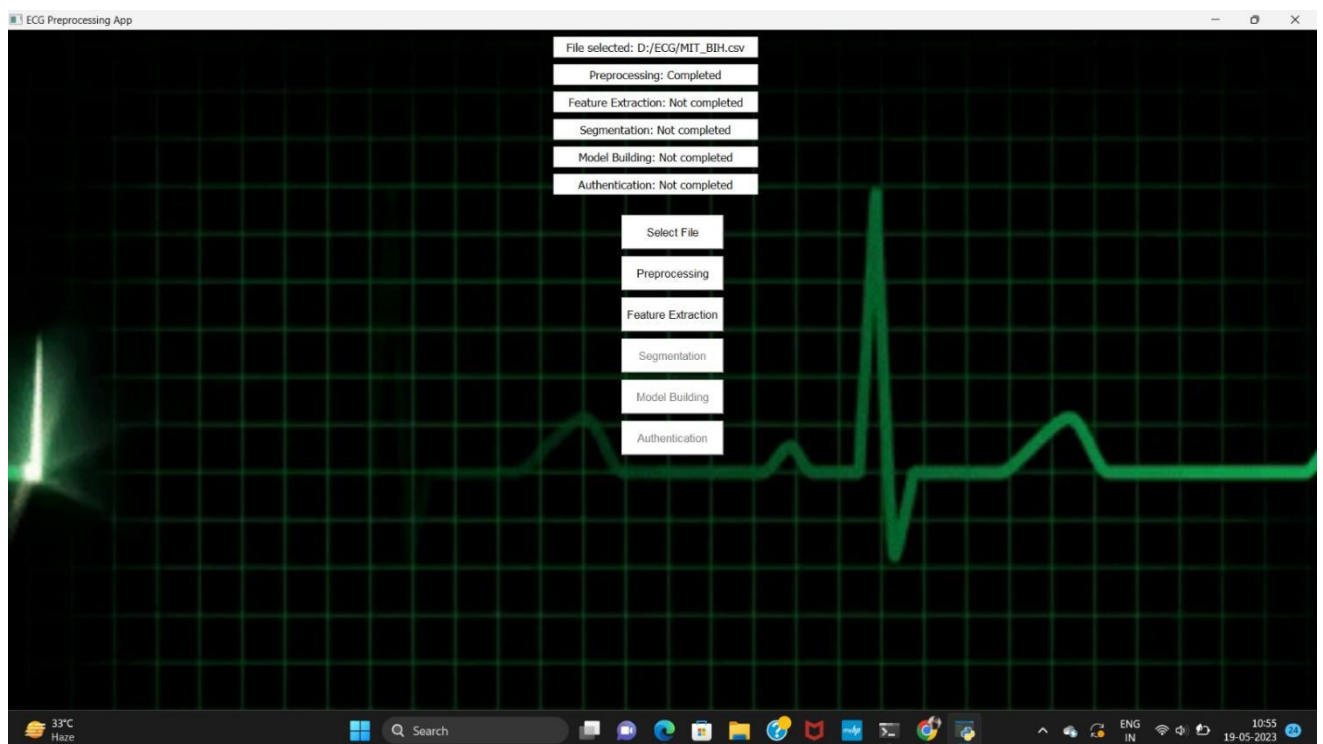 ECG Preprocessing App
File selected: D:/ECG/MIT_BIH.csv
Preprocessing: Completed
Feature Extraction: Not completed
Segmentation: Not completed
Model Building: Not completed
Authentication: Not completed
Select File
Preprocessing
Feature Extraction
Segmentation
Model Building
Authentication
33°C
Haze
Search
ENG
IN
10:55
19-05-2023
24